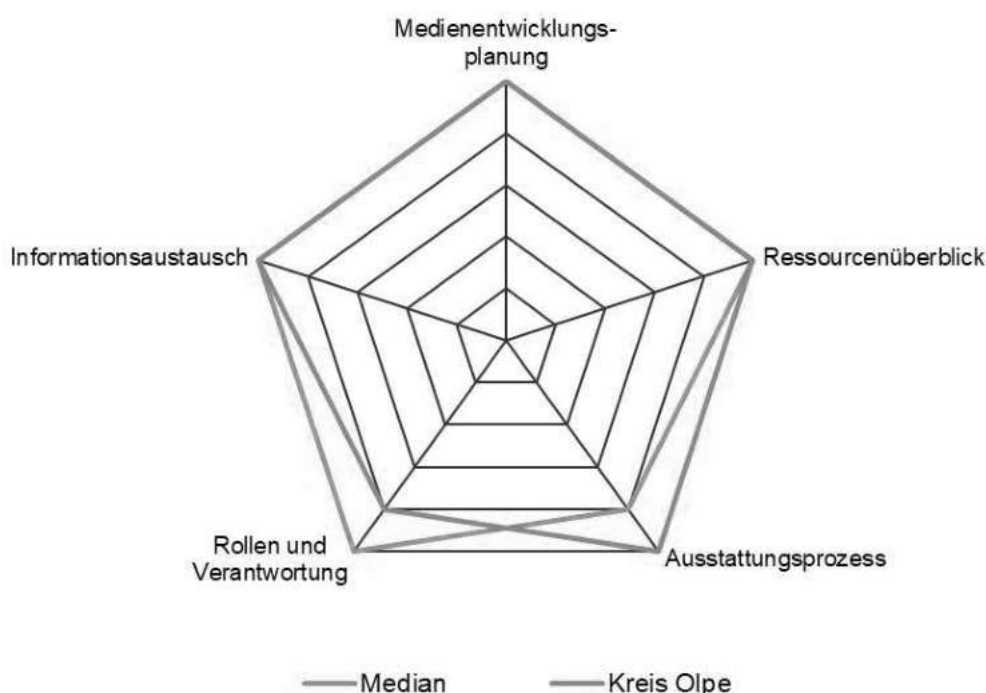 Medienentwicklungs-
planung
Informationsaustausch
Ressourcenüberblick
Rollen und
Verantwortung
Ausstattungsprozess
Median
Kreis Olpe